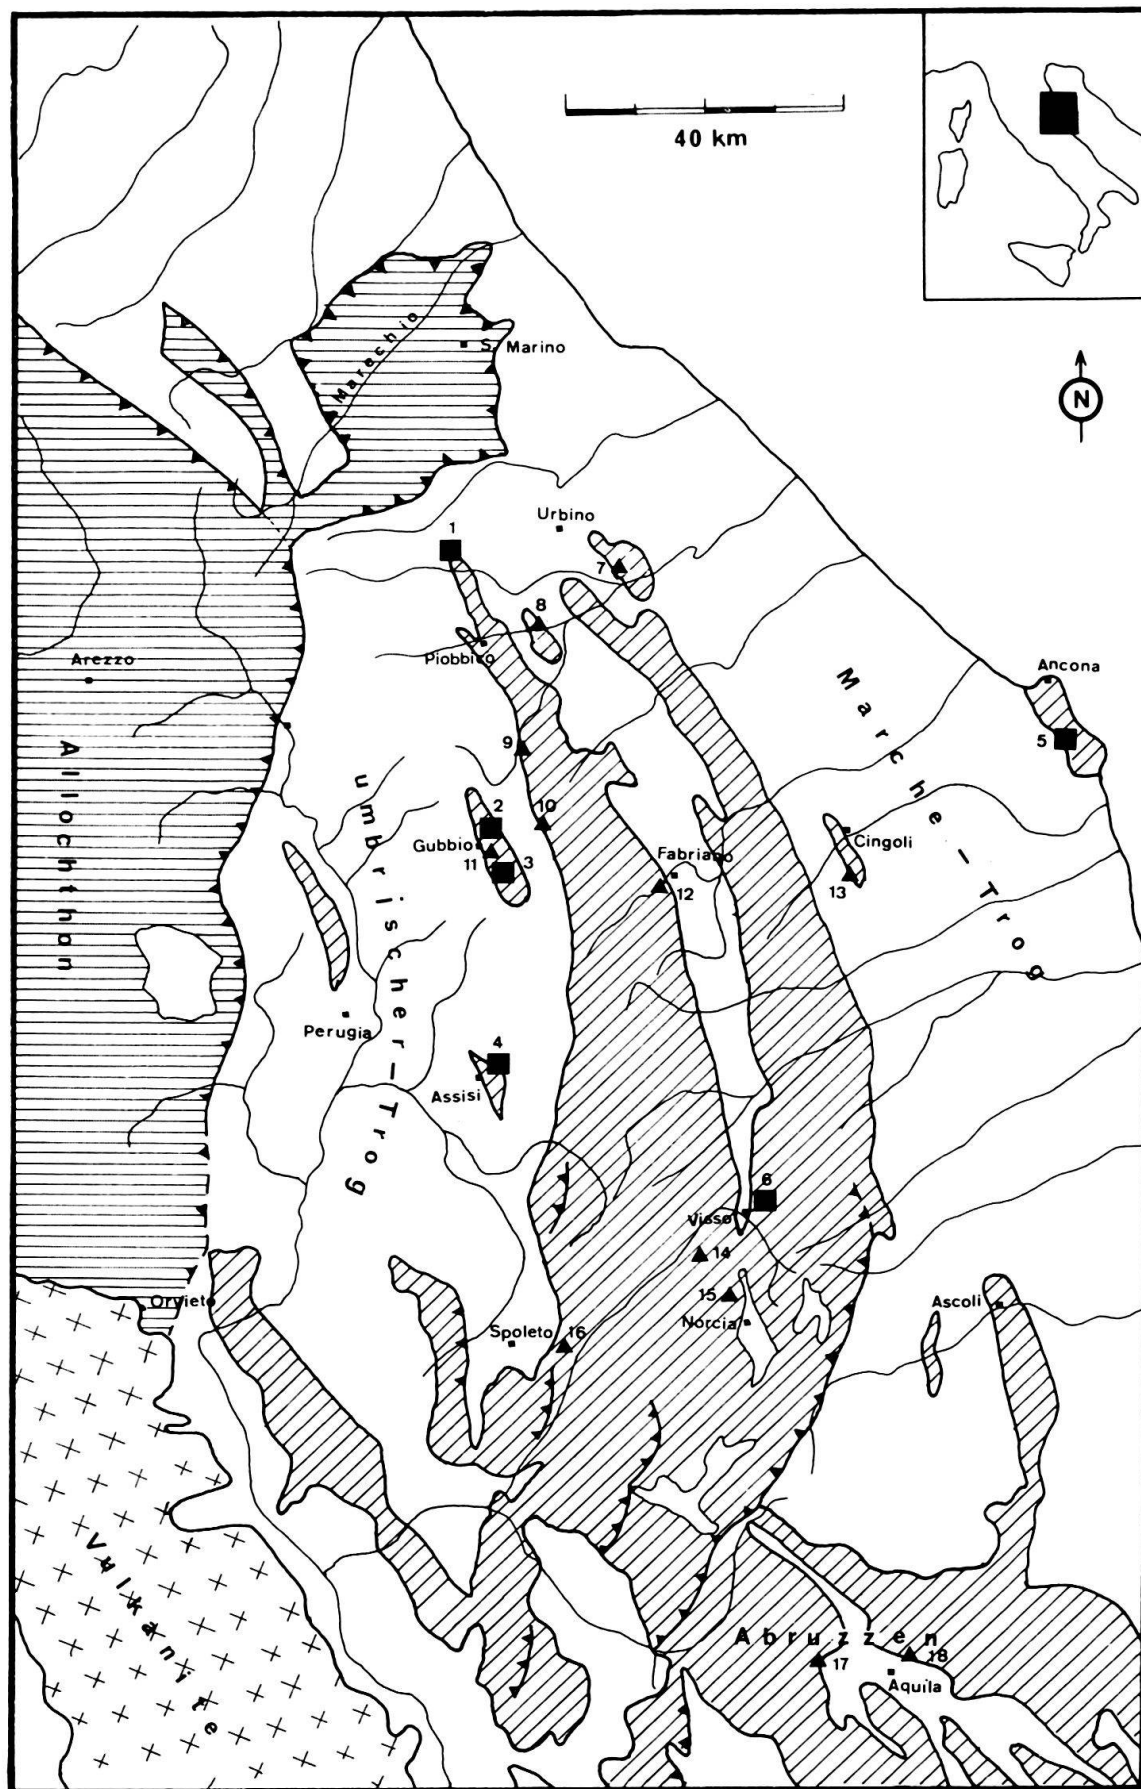 40 km
N
Marechio
S. Marino
Urbino
1
7
8
Piobbico
Arezzo
Ancona
5
Marche – Trog
Allochthon
9
umbrischer – Trog
2
10
Gubbio
11
3
Fabriano
12
Cingoli
13
Perugia
4
Assisi
6
Visso
14
15
Orvieto
Norcia
Ascoli
Spoleto
16
Vulkanite
Abruzzen
17
18
Aquila